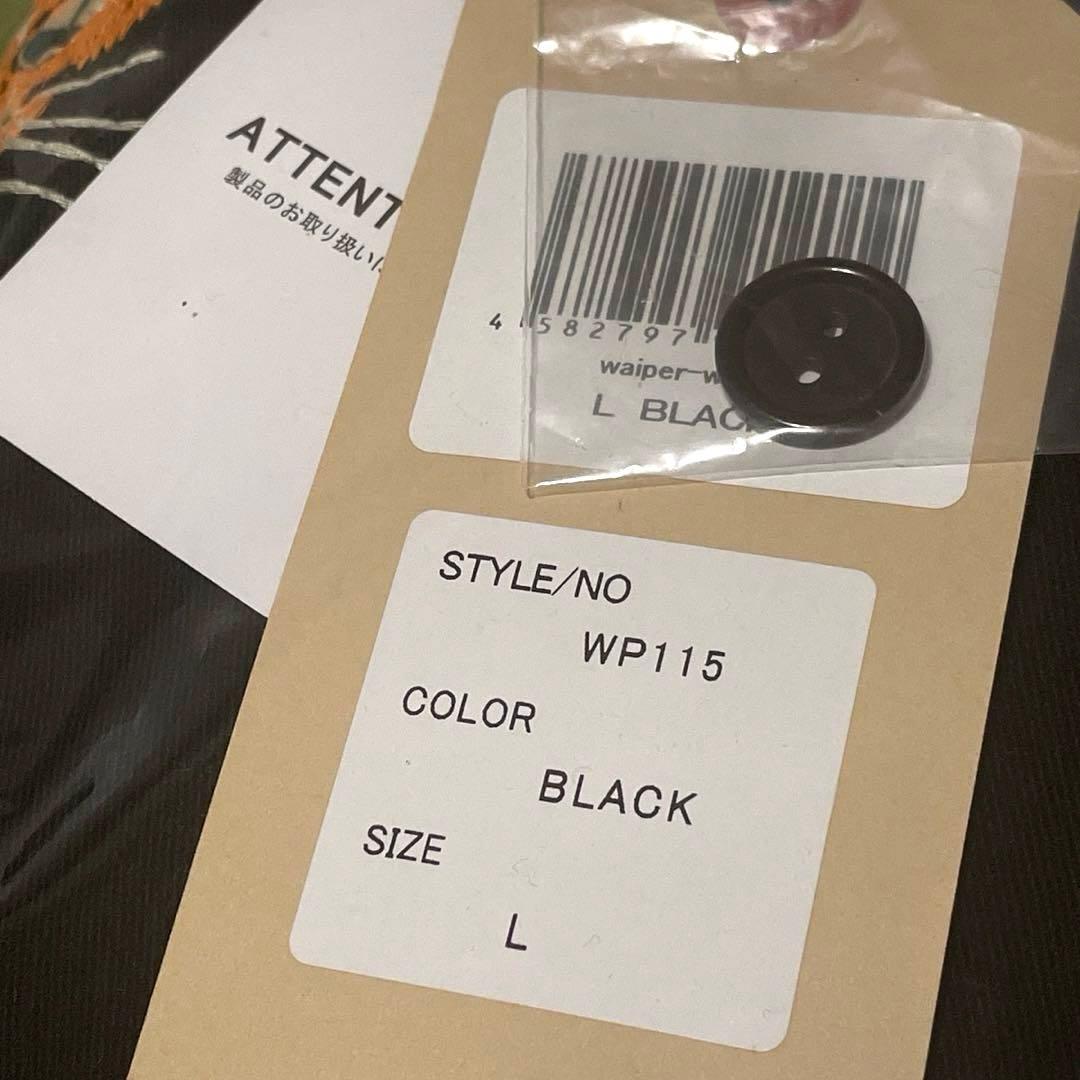 ATTENT
製品のお取り扱いに
4 582797
waiper-w
L BLACK
STYLE/NO
WP115
COLOR
BLACK
SIZE
L